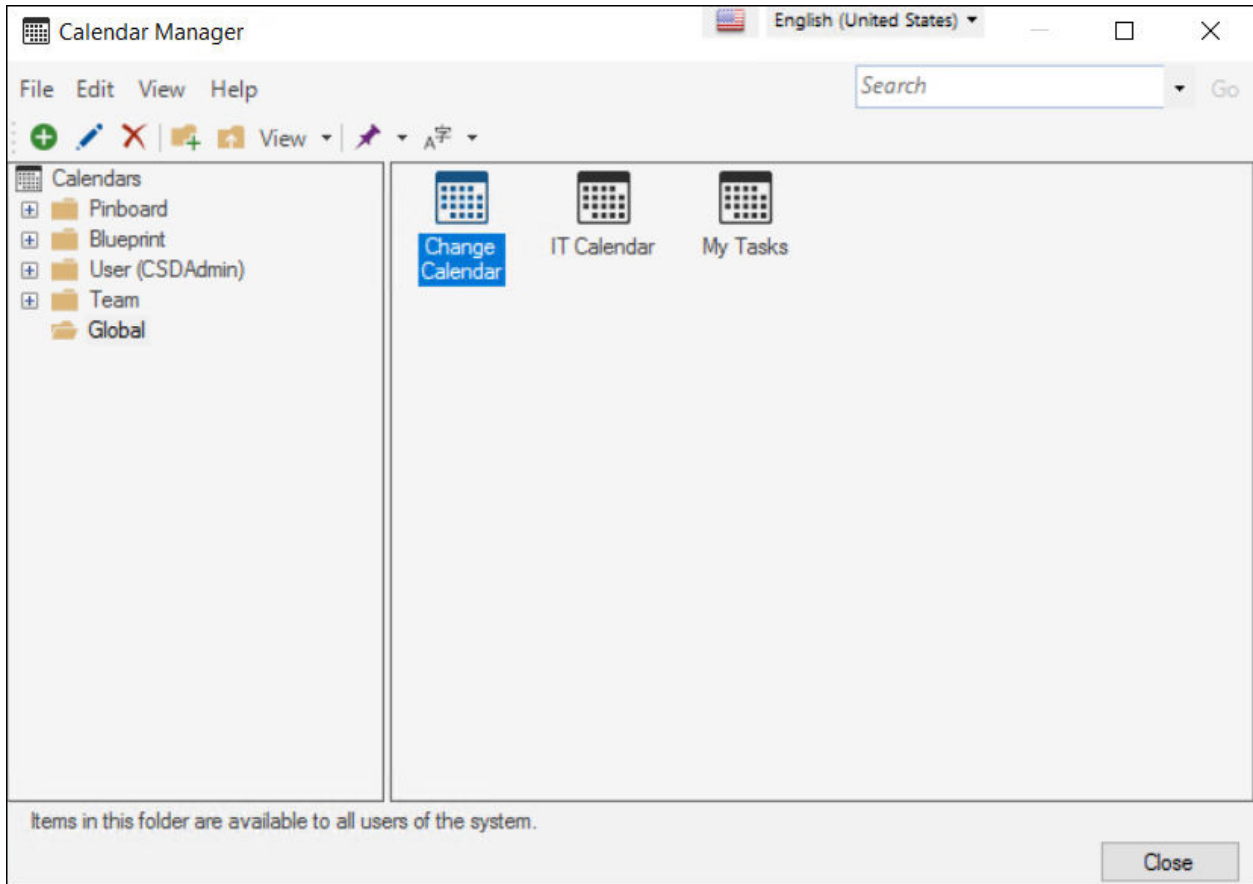 Calendar Manager
English (United States)
File Edit View Help
Search
Go
View
A字
Calendars
Pinboard
Blueprint
User (CSDAdmin)
Team
Global
Change
Calendar
IT Calendar
My Tasks
Items in this folder are available to all users of the system.
Close